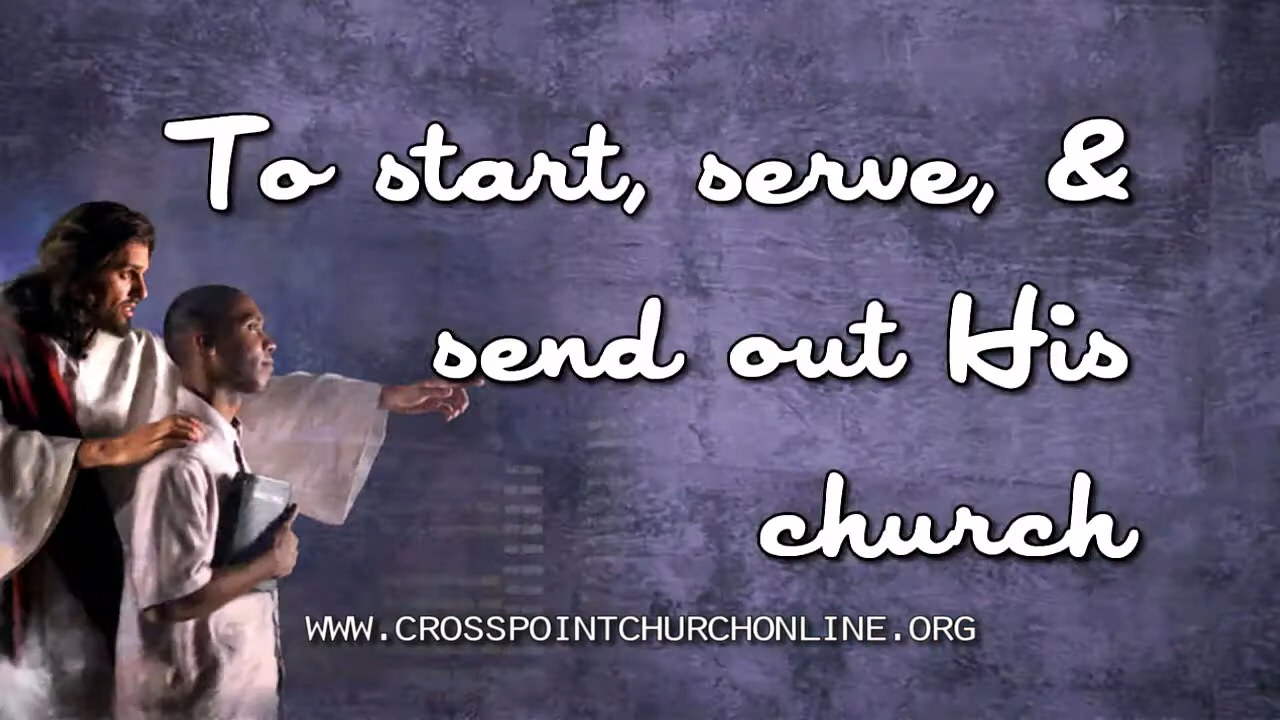 To start, serve, &
send out His
church
WWW.CROSSPOINTCHURCHONLINE.ORG